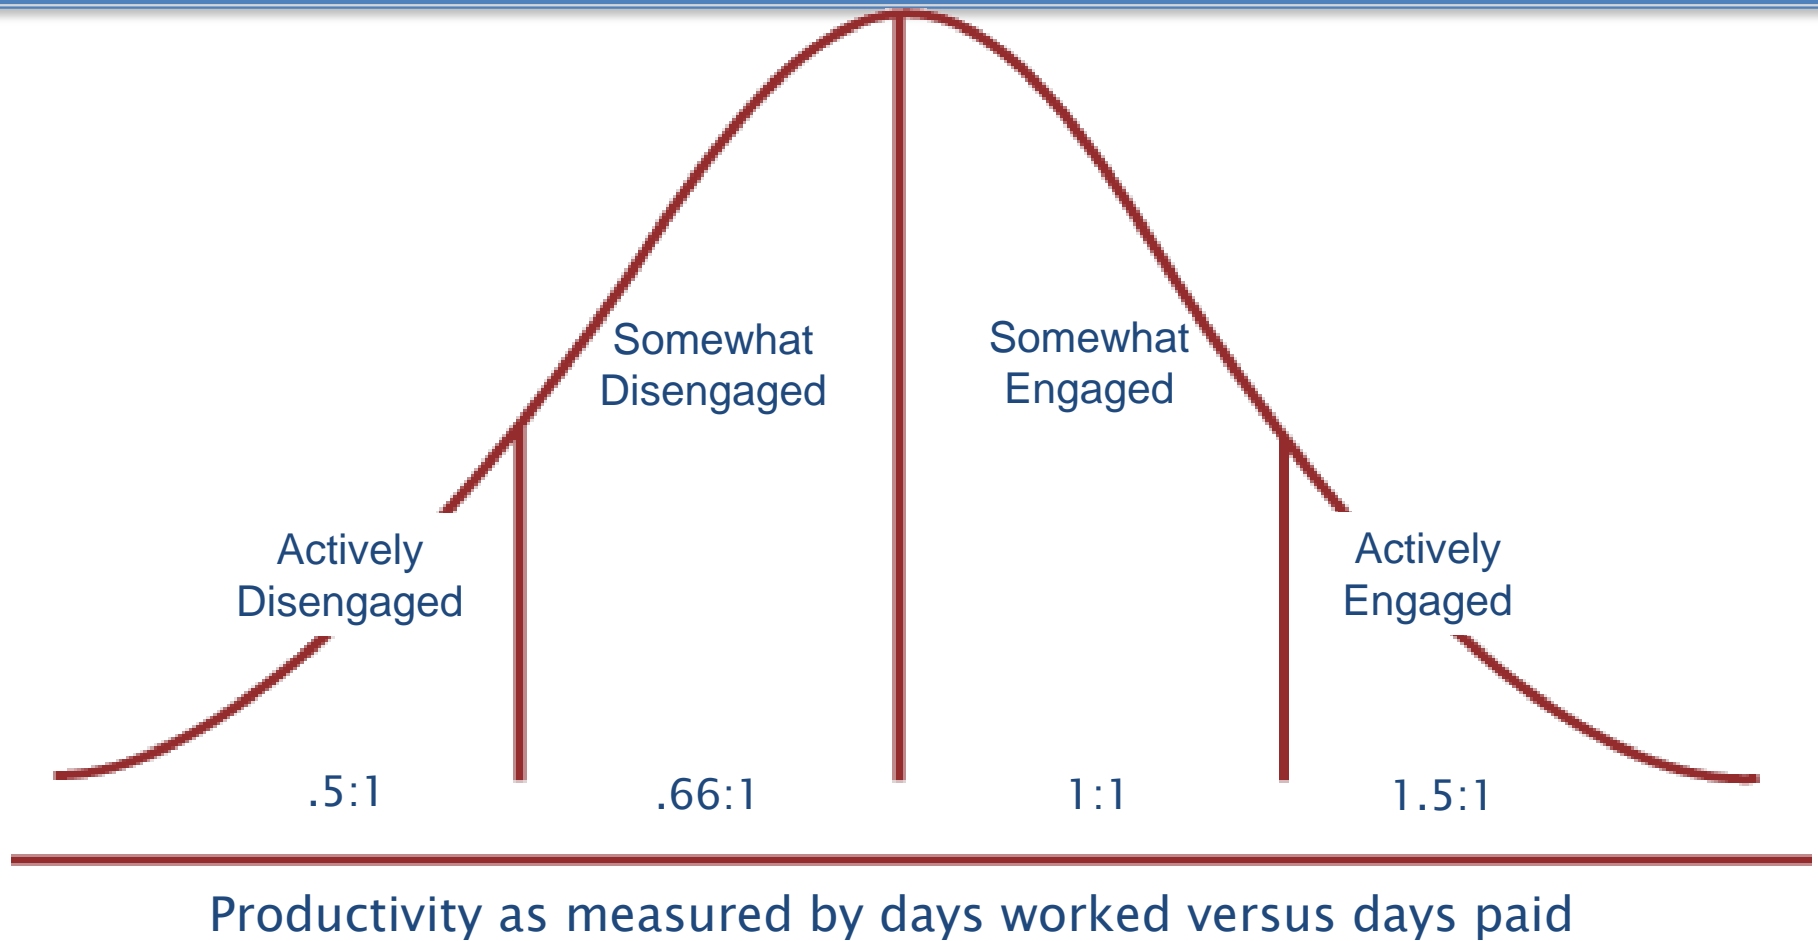 Somewhat
Disengaged
Somewhat
Engaged
Actively
Disengaged
Actively
Engaged
.5:1
.66:1
1:1
1.5:1
Productivity as measured by days worked versus days paid